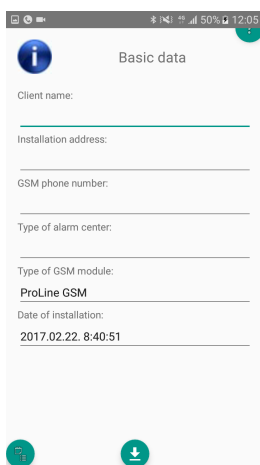 50% 12:05
Basic data
Client name:
Installation address:
GSM phone number:
Type of alarm center:
Type of GSM module:
ProLine GSM
Date of installation:
2017.02.22. 8:40:51